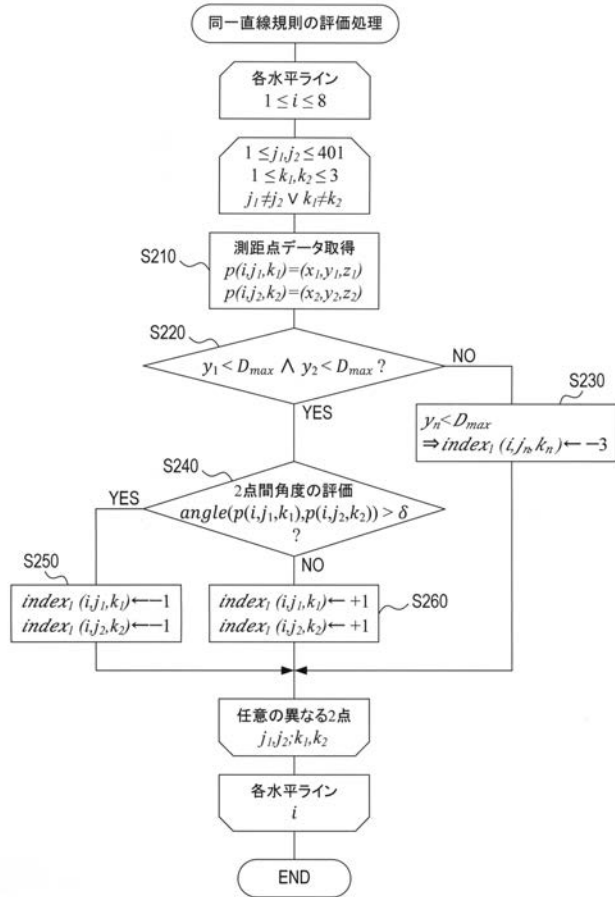 同一直線規則の評価処理
各水平ライン
1 ≤ i ≤ 8
1 ≤ j₁,j₂ ≤ 401
1 ≤ k₁,k₂ ≤ 3
j₁≠j₂ ∨ k₁≠k₂
S210
測距点データ取得
p(i,j₁,k₁)=(x₁,y₁,z₁)
p(i,j₂,k₂)=(x₂,y₂,z₂)
S220
y₁ < Dmax ∧ y₂ < Dmax ?
NO
YES
S230
yₙ< Dmax
⇒index₁ (i,jₙ,kₙ)← −3
S240
2点間角度の評価
angle(p(i,j₁,k₁),p(i,j₂,k₂)) > δ
?
YES
NO
S250
index₁ (i,j₁,k₁)←−1
index₁ (i,j₂,k₂)←−1
index₁ (i,j₁,k₁)← +1
index₁ (i,j₂,k₂)← +1
S260
任意の異なる2点
j₁,j₂;k₁,k₂
各水平ライン
i
END